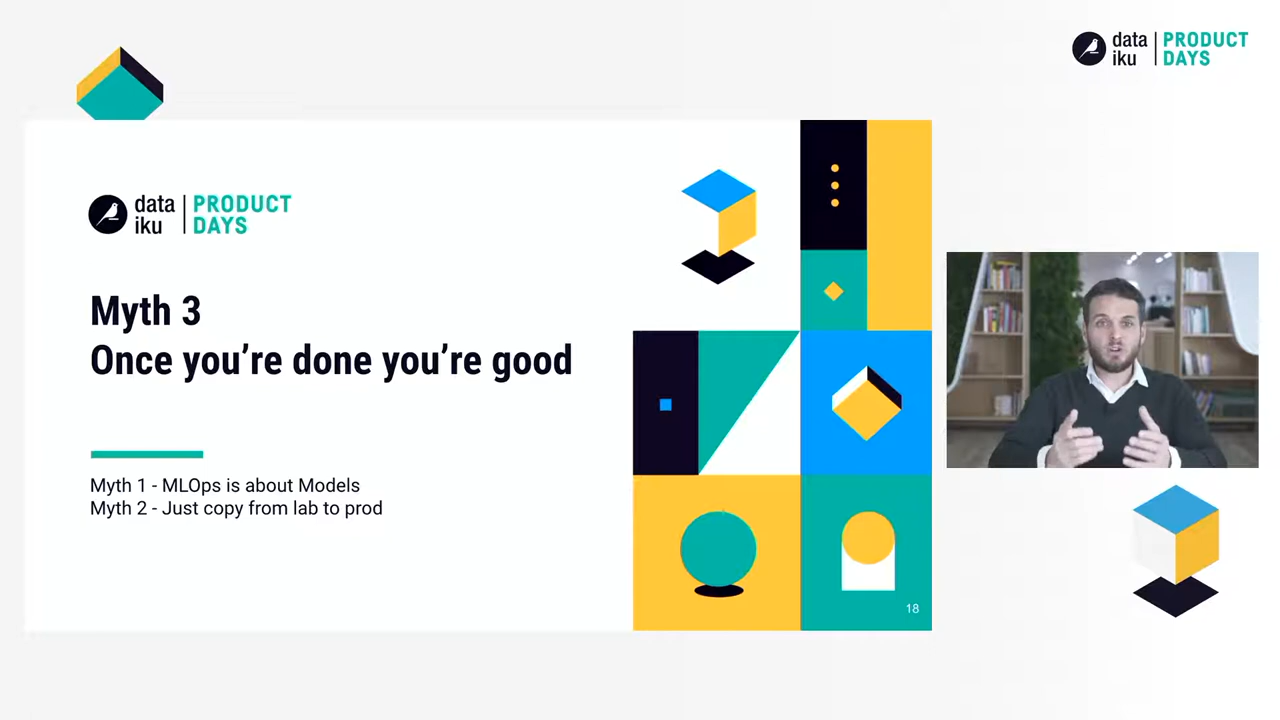 data
iku
PRODUCT
DAYS
data
iku
PRODUCT
DAYS
Myth 3
Once you’re done you’re good
Myth 1 - MLOps is about Models
Myth 2 - Just copy from lab to prod
18